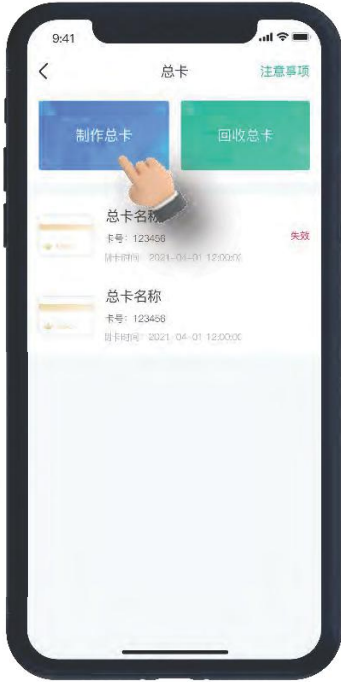 9:41
总卡
注意事项
制作总卡
回收总卡
总卡名称
卡号：123456
失效
制卡时间：2021-04-01 12:00:00
总卡名称
卡号：123456
制卡时间：2021-04-01 12:00:00